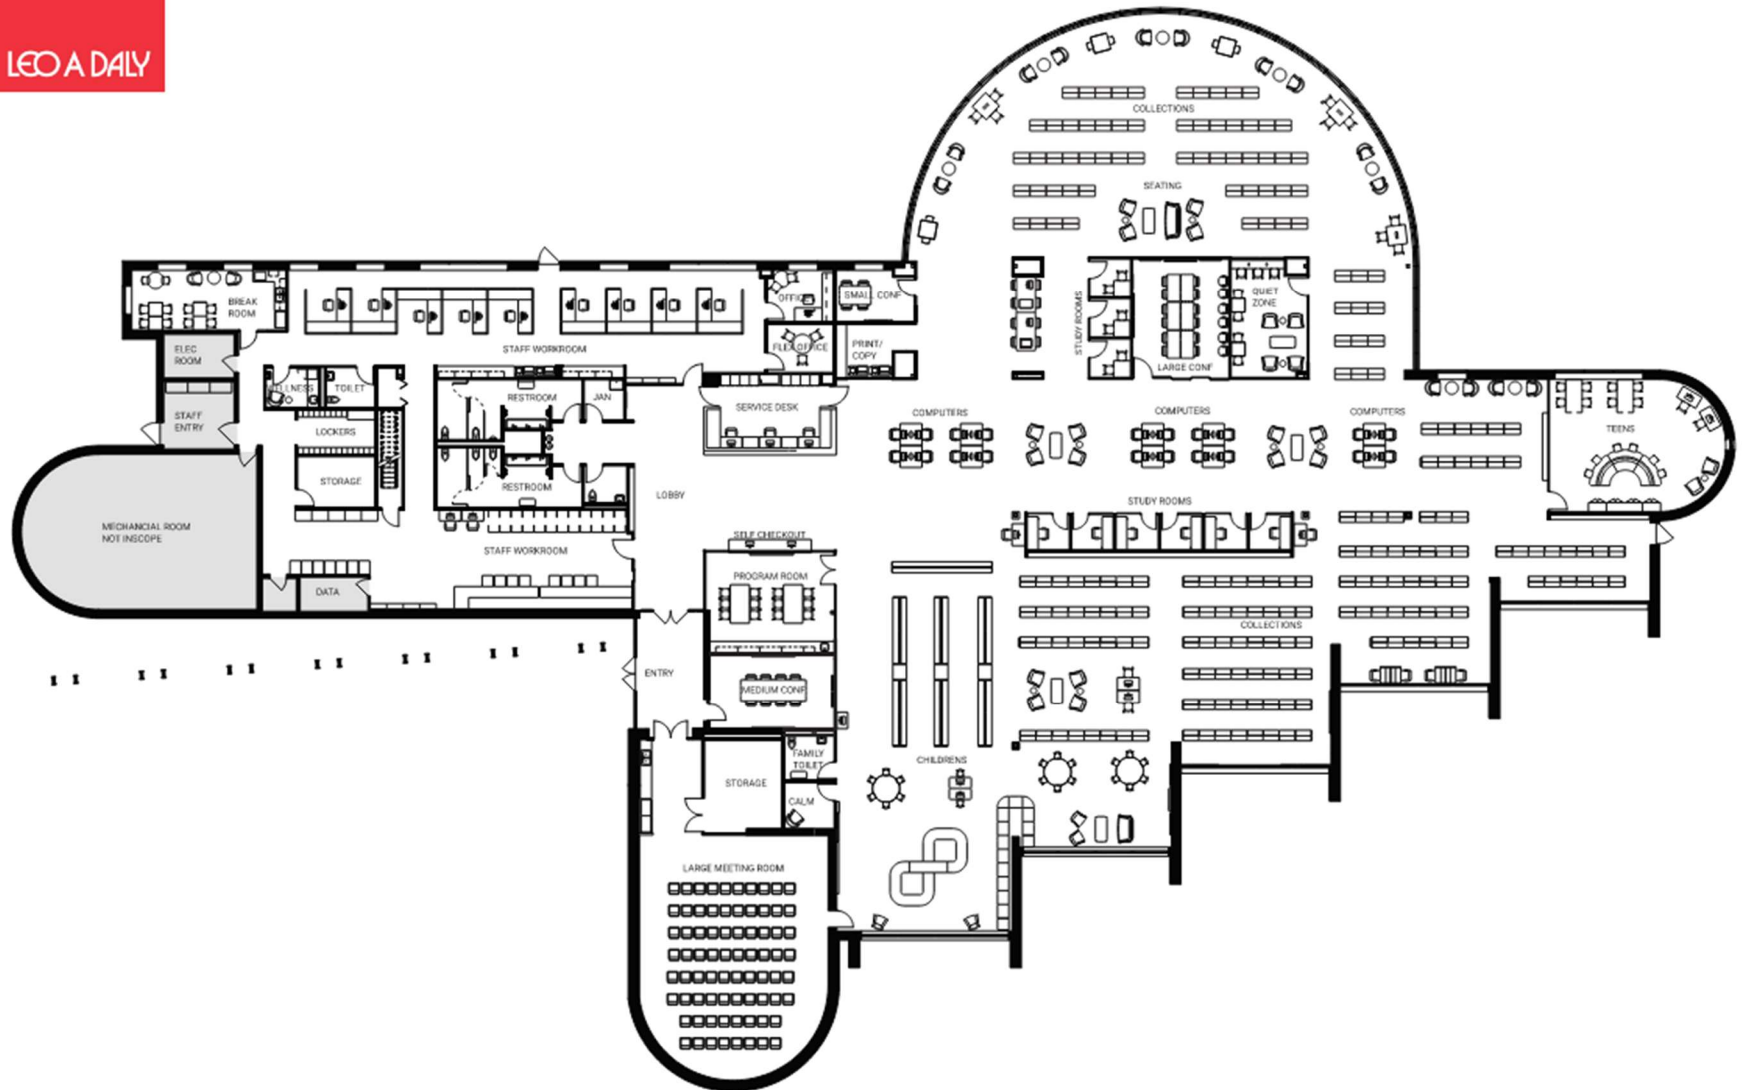 LEO A DALY
COLLECTIONS
SEATING
BREAK
ROOM
OFFICE
SMALL CONF
QUIET
ZONE
STUDY ROOMS
LARGE CONF
ELEC
ROOM
STAFF WORKROOM
FLEX OFFICE
PRINT/
COPY
WELLNESS
TOILET
RESTROOM
JAN
SERVICE DESK
COMPUTERS
COMPUTERS
COMPUTERS
STAFF
ENTRY
LOCKERS
TEENS
STORAGE
RESTROOM
LOBBY
STUDY ROOMS
MECHANCIAL ROOM
NOT INSCOPE
STAFF WORKROOM
SELF CHECKOUT
PROGRAM ROOM
DATA
COLLECTIONS
ENTRY
MEDIUM CONF
FAMILY
TOILET
CHILDRENS
STORAGE
CALM
LARGE MEETING ROOM